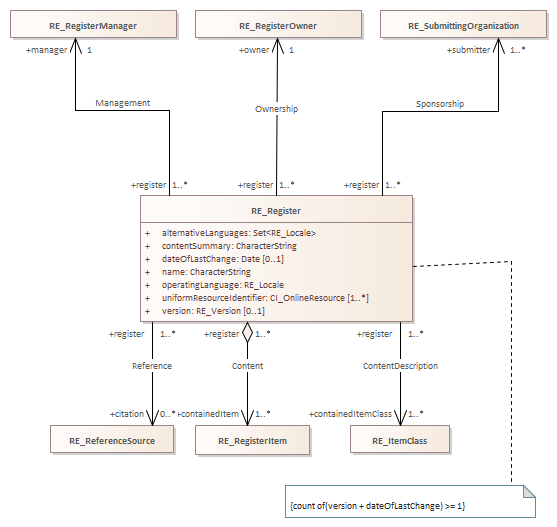 RE_RegisterManager
RE_RegisterOwner
RE_SubmittingOrganization
+manager 1
+owner 1
+submitter 1..*
Management
Ownership
Sponsorship
+register 1..*
+register 1..*
+register 1..*
RE_Register
+ alternativeLanguages: Set<RE_Locale>
+ contentSummary: CharacterString
+ dateOfLastChange: Date [0..1]
+ name: CharacterString
+ operatingLanguage: RE_Locale
+ uniformResourceIdentifier: CI_OnlineResource [1..*]
+ version: RE_Version [0..1]
+register 1..*
+register 1..*
+register 1..*
Reference
Content
ContentDescription
+citation 0..*
+containedItem 1..*
+containedItemClass 1..*
RE_ReferenceSource
RE_RegisterItem
RE_ItemClass
{count of(version + dateOfLastChange) >= 1}